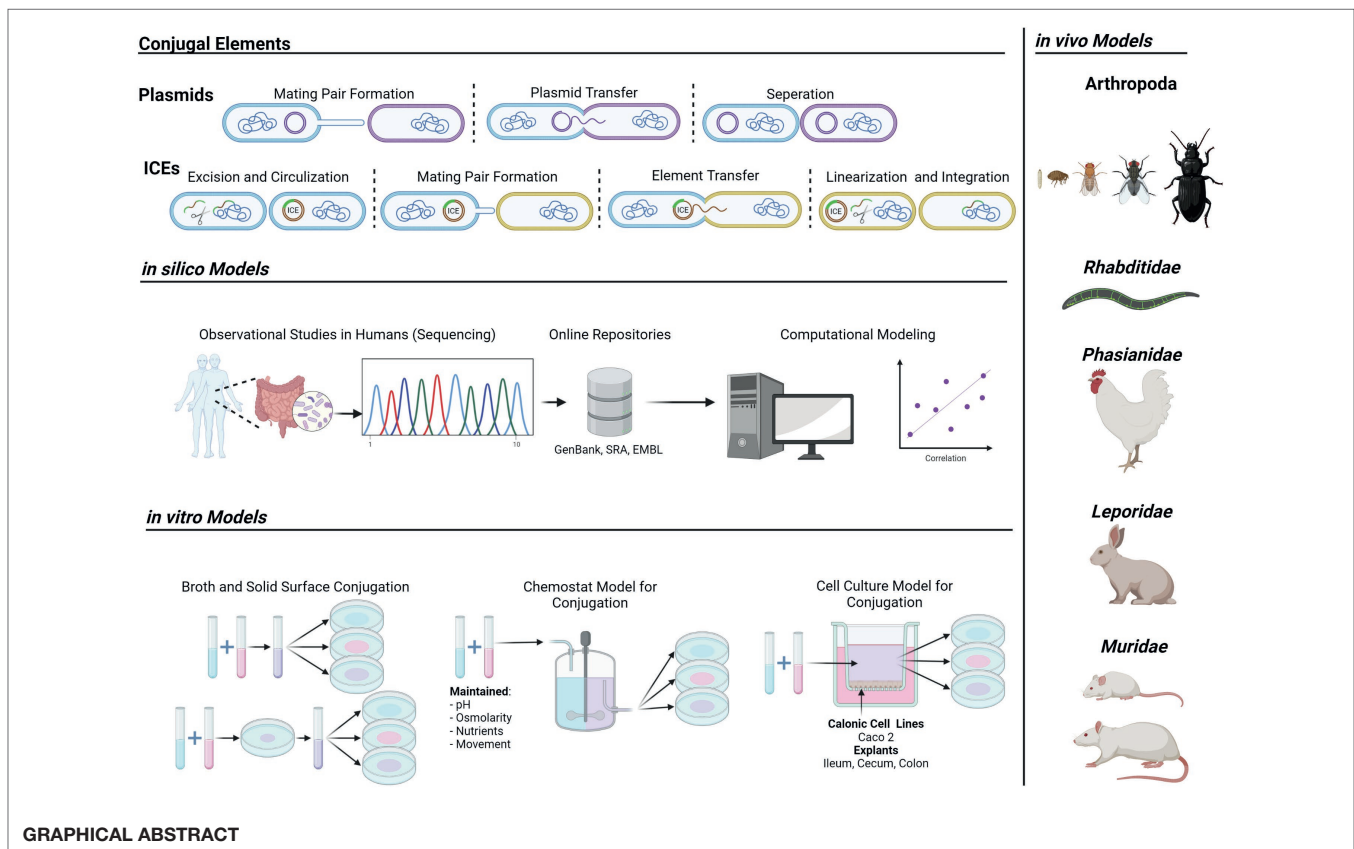 Conjugal Elements
Plasmids
Mating Pair Formation
Plasmid Transfer
Seperation
ICEs
Excision and Circulization
Mating Pair Formation
Element Transfer
Linearization and Integration
ICE
ICE
ICE
ICE
in silico Models
Observational Studies in Humans (Sequencing)
Online Repositories
Computational Modeling
1
10
GenBank, SRA, EMBL
Correlation
in vitro Models
Broth and Solid Surface Conjugation
Chemostat Model for
Conjugation
Cell Culture Model for
Conjugation
+
+
+
+
Maintained:
- pH
- Osmolarity
- Nutrients
- Movement
Calonic Cell Lines
Caco 2
Explants
Ileum, Cecum, Colon
in vivo Models
Arthropoda
Rhabditidae
Phasianidae
Leporidae
Muridae
GRAPHICAL ABSTRACT